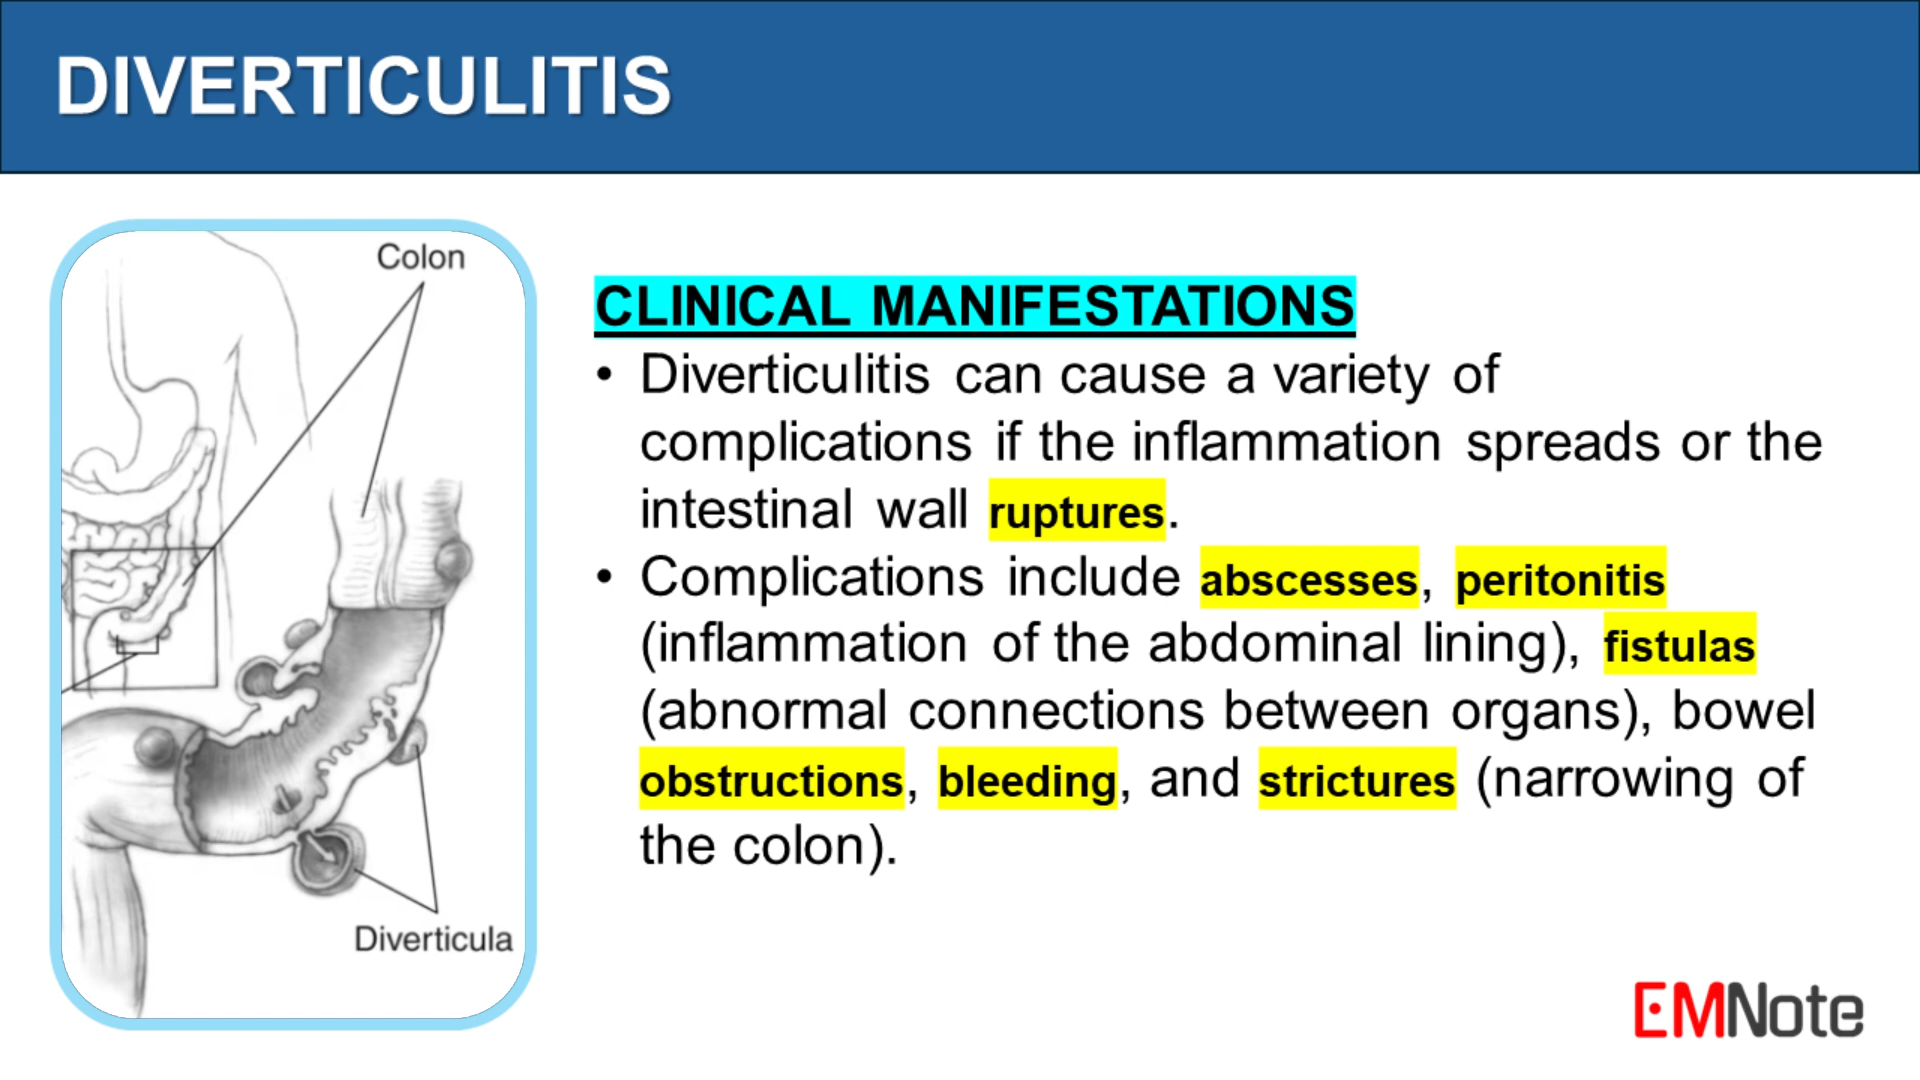 DIVERTICULITIS
Colon
Diverticula
CLINICAL MANIFESTATIONS
• Diverticulitis can cause a variety of
complications if the inflammation spreads or the
intestinal wall ruptures.
• Complications include abscesses, peritonitis
(inflammation of the abdominal lining), fistulas
(abnormal connections between organs), bowel
obstructions, bleeding, and strictures (narrowing of
the colon).
EMNote